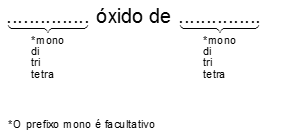 .............. óxido de ..............
*mono *mono
di di
tri tri
tetra tetra
*O prefixo mono é facultativo